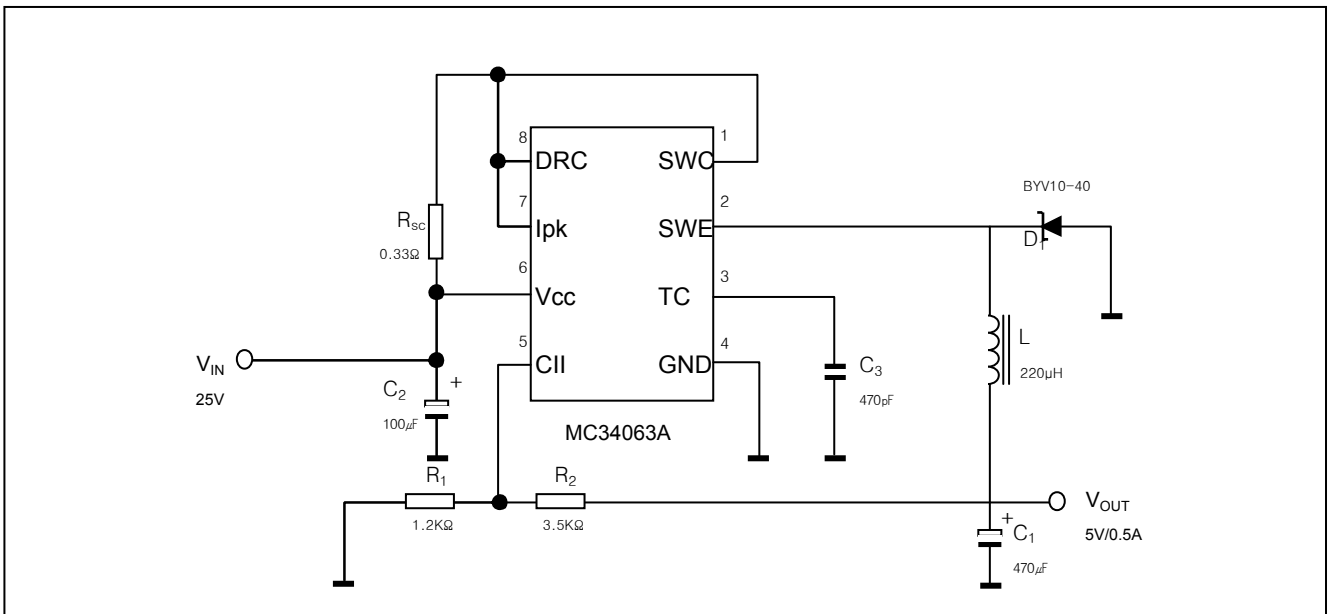 8
1
DRC
SWC
BYV10-40
7
2
Ipk
SWE
D1
RSC
0.33Ω
6
3
Vcc
TC
5
4
CII
GND
C3
470pF
L
220μH
VIN
25V
C2
+
100μF
MC34063A
R1
1.2KΩ
R2
3.5KΩ
VOUT
5V/0.5A
+
C1
470μF